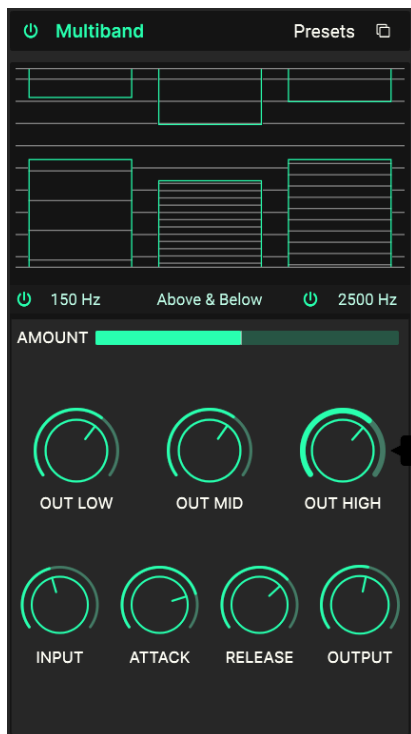 Multiband Presets
150 Hz Above & Below 2500 Hz
AMOUNT
OUT LOW OUT MID OUT HIGH
INPUT ATTACK RELEASE OUTPUT